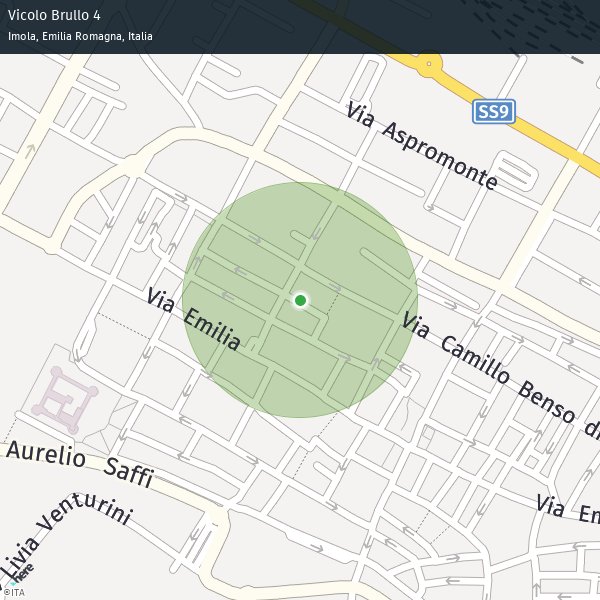 Vicolo Brullo 4
Imola, Emilia Romagna, Italia
SS9
Via Aspromonte
Via Emilia
Via Camillo Benso di
Aurelio Saffi
Via Em
Livia Venturini
here
©ITA